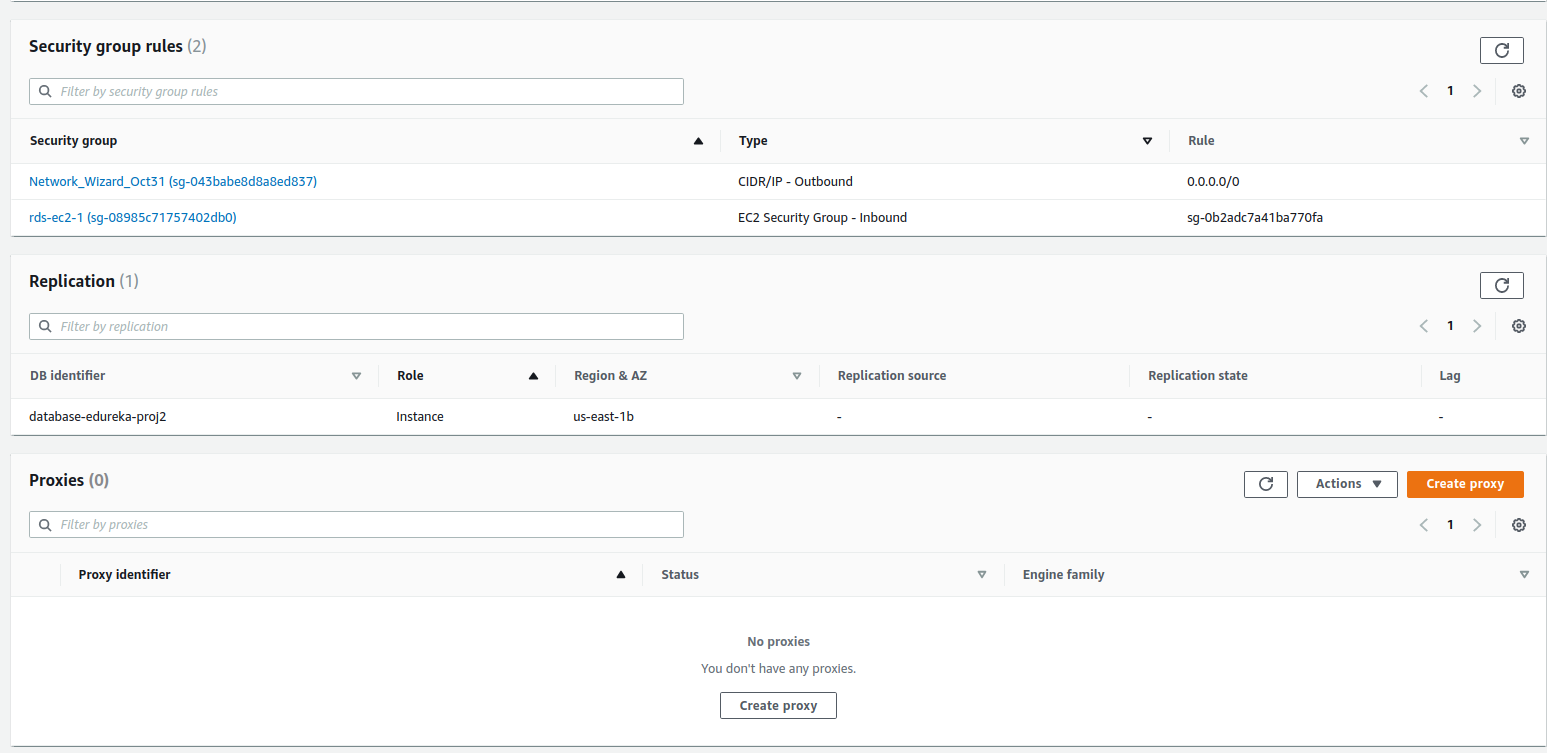 Security group rules (2)
Filter by security group rules
1
Security group Type Rule
Network_Wizard_Oct31 (sg-043babe8d8a8ed837) CIDR/IP - Outbound 0.0.0.0/0
rds-ec2-1 (sg-08985c71757402db0) EC2 Security Group - Inbound sg-0b2adc7a41ba770fa
Replication (1)
Filter by replication
1
DB identifier Role Region & AZ Replication source Replication state Lag
database-edureka-proj2 Instance us-east-1b - - -
Proxies (0)
Actions Create proxy
Filter by proxies
1
Proxy identifier Status Engine family
No proxies
You don't have any proxies.
Create proxy